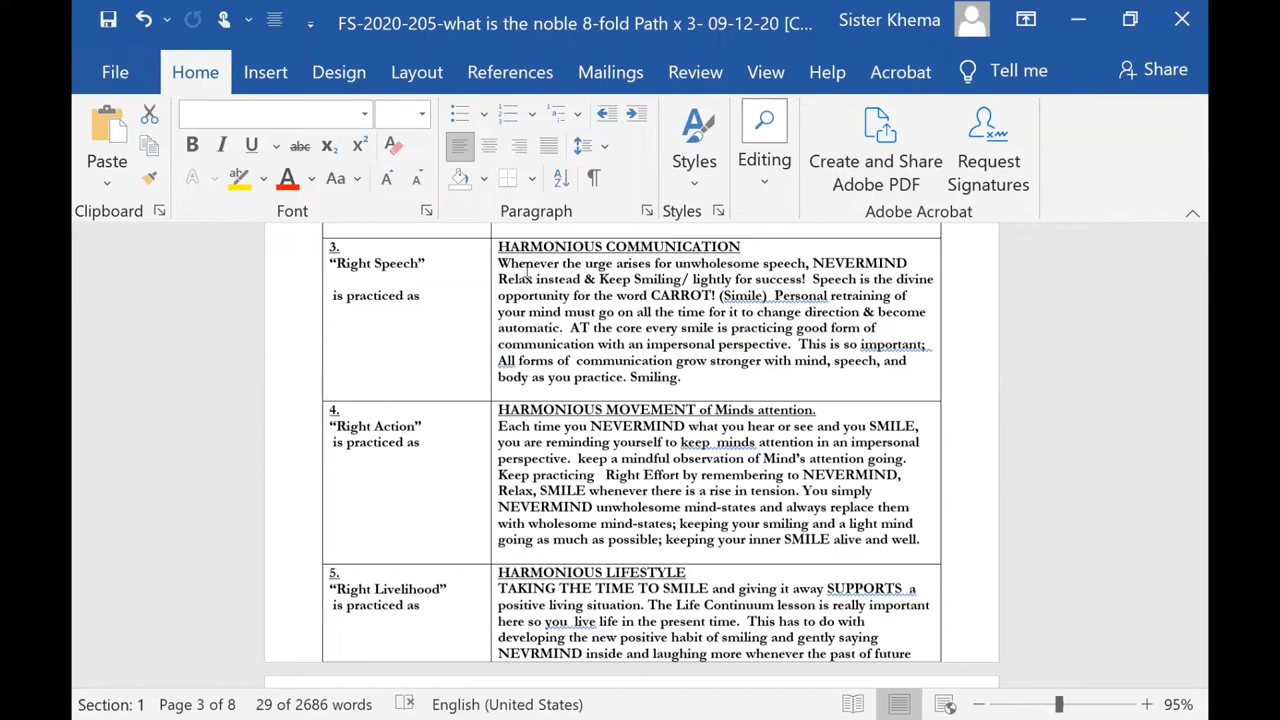 FS-2020-205-what is the noble 8-fold Path x 3- 09-12-20 [C...
Sister Khema
File Home Insert Design Layout References Mailings Review View Help Acrobat Tell me Share
Paste
B I U abc X2 X2
A ab A Aa A A
Styles
Editing
Create and Share Adobe PDF
Request Signatures
Clipboard Font Paragraph Styles Adobe Acrobat
3.
“Right Speech”
is practiced as
HARMONIOUS COMMUNICATION
Whenever the urge arises for unwholesome speech, NEVERMIND
Relax instead & Keep Smiling/ lightly for success! Speech is the divine
opportunity for the word CARROT! (Simile) Personal retraining of
your mind must go on all the time for it to change direction & become
automatic. AT the core every smile is practicing good form of
communication with an impersonal perspective. This is so important;
All forms of communication grow stronger with mind, speech, and
body as you practice. Smiling.
4.
“Right Action”
is practiced as
HARMONIOUS MOVEMENT of Minds attention.
Each time you NEVERMIND what you hear or see and you SMILE,
you are reminding yourself to keep minds attention in an impersonal
perspective. keep a mindful observation of Mind’s attention going.
Keep practicing Right Effort by remembering to NEVERMIND,
Relax, SMILE whenever there is a rise in tension. You simply
NEVERMIND unwholesome mind-states and always replace them
with wholesome mind-states; keeping your smiling and a light mind
going as much as possible; keeping your inner SMILE alive and well.
5.
“Right Livelihood”
is practiced as
HARMONIOUS LIFESTYLE
TAKING THE TIME TO SMILE and giving it away SUPPORTS a
positive living situation. The Life Continuum lesson is really important
here so you live life in the present time. This has to do with
developing the new positive habit of smiling and gently saying
NEVRMIND inside and laughing more whenever the past of future
Section: 1 Page 3 of 8 29 of 2686 words English (United States) 95%